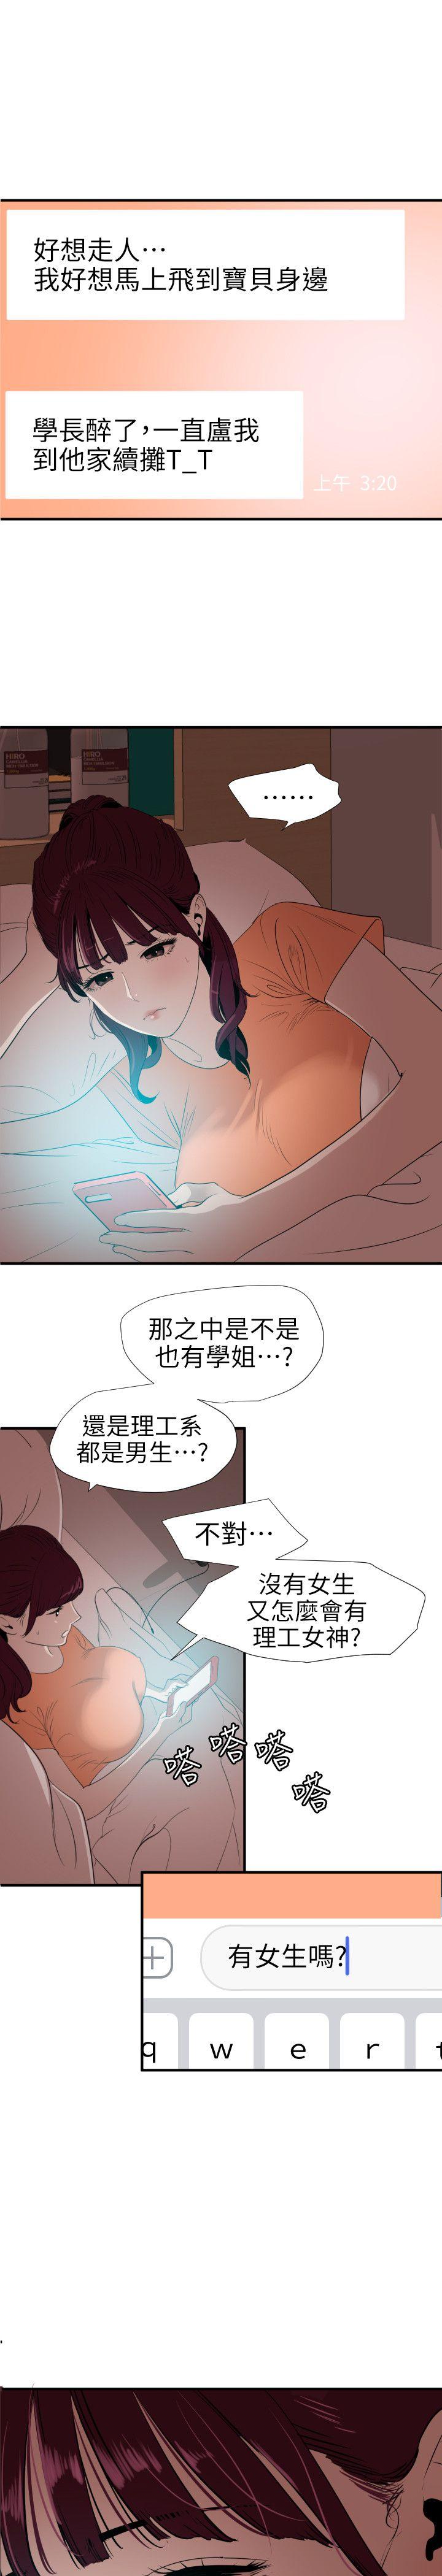 好想走人…
我好想馬上飛到寶貝身邊
學長醉了，一直盧我
到他家續攤T_T
上午 3:20
HIRO
HIRO
……
那之中是不是
也有學姐…?
還是理工系
都是男生…?
不對…
沒有女生
又怎麼會有
理工女神?
嗒 嗒 嗒 嗒
有女生嗎?
q w e r t